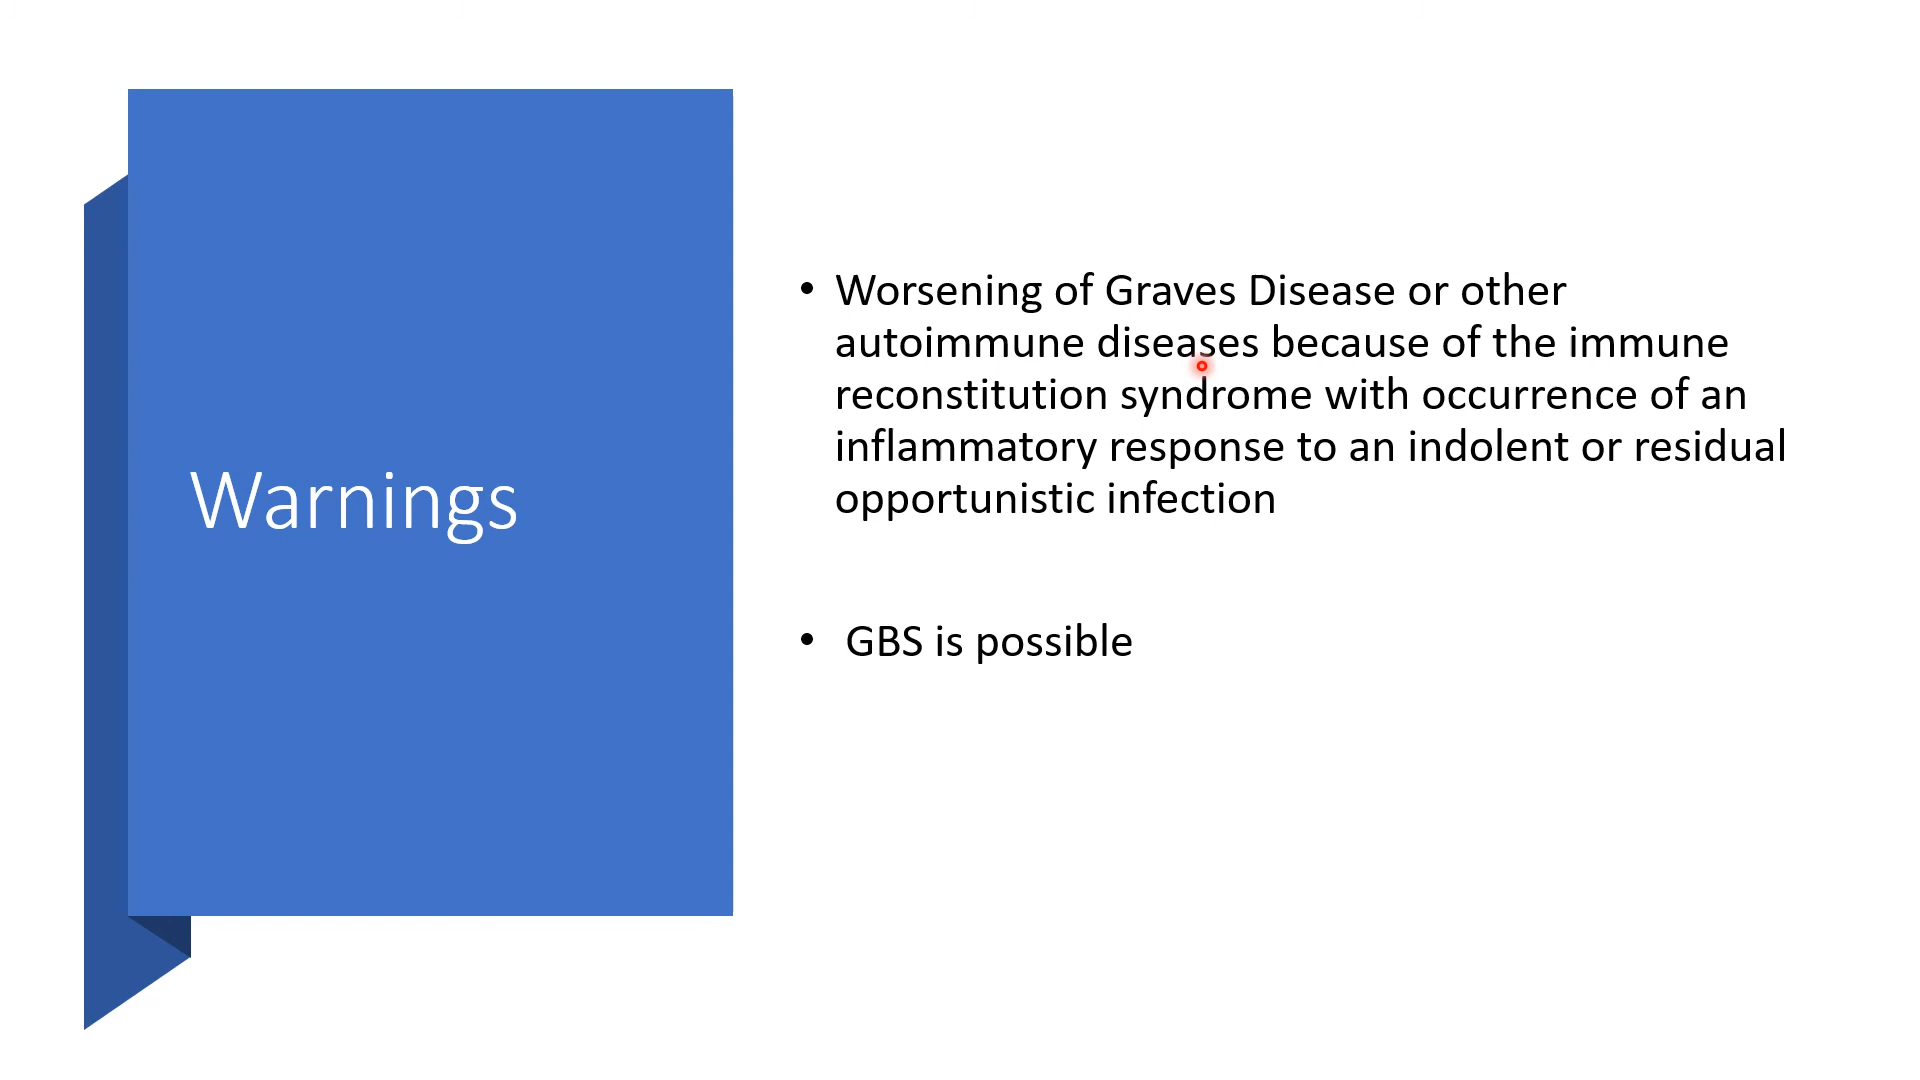 Warnings
• Worsening of Graves Disease or other
autoimmune diseases because of the immune
reconstitution syndrome with occurrence of an
inflammatory response to an indolent or residual
opportunistic infection
• GBS is possible